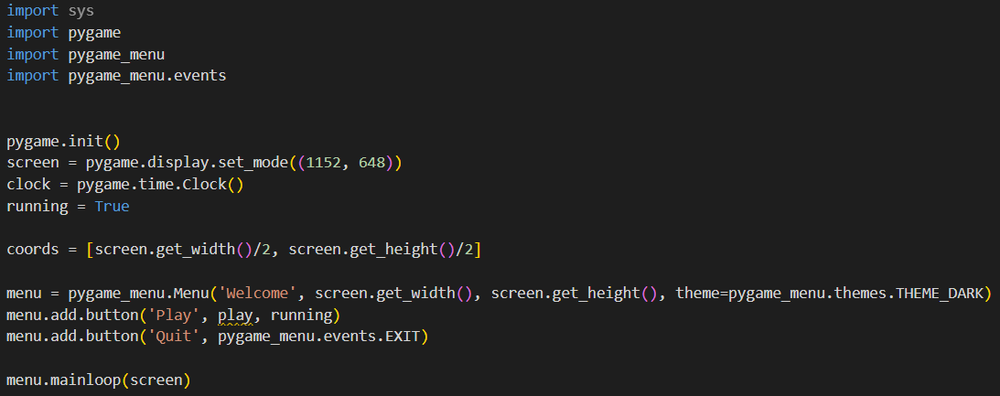 import sys
import pygame
import pygame_menu
import pygame_menu.events
pygame.init()
screen = pygame.display.set_mode((1152, 648))
clock = pygame.time.Clock()
running = True
coords = [screen.get_width()/2, screen.get_height()/2]
menu = pygame_menu.Menu('Welcome', screen.get_width(), screen.get_height(), theme=pygame_menu.themes.THEME_DARK)
menu.add.button('Play', play, running)
menu.add.button('Quit', pygame_menu.events.EXIT)
menu.mainloop(screen)